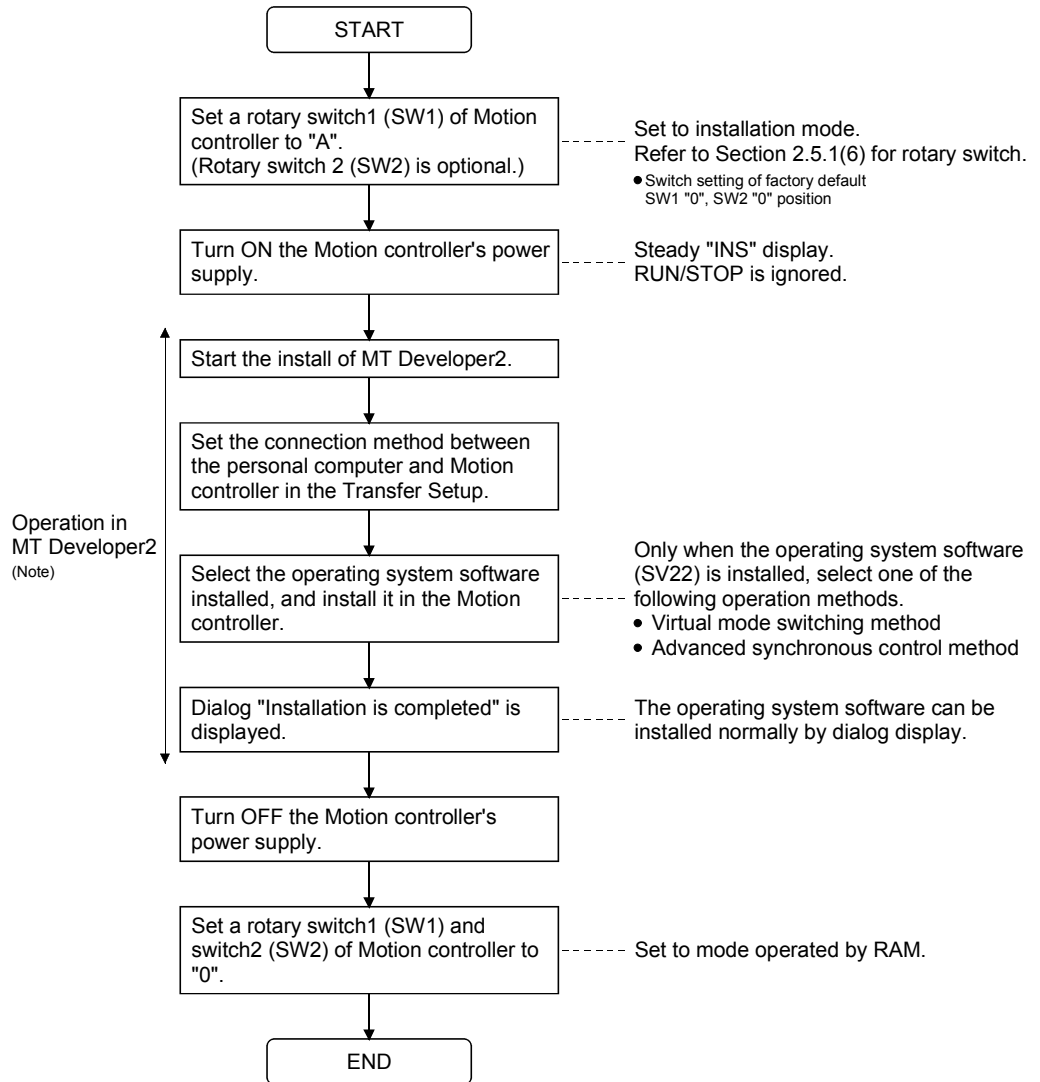 START
Set a rotary switch1 (SW1) of Motion
controller to "A".
(Rotary switch 2 (SW2) is optional.)
Set to installation mode.
Refer to Section 2.5.1(6) for rotary switch.
● Switch setting of factory default
SW1 "0", SW2 "0" position
Turn ON the Motion controller's power
supply.
Steady "INS" display.
RUN/STOP is ignored.
Start the install of MT Developer2.
Set the connection method between
the personal computer and Motion
controller in the Transfer Setup.
Operation in
MT Developer2
(Note)
Select the operating system software
installed, and install it in the Motion
controller.
Only when the operating system software
(SV22) is installed, select one of the
following operation methods.
● Virtual mode switching method
● Advanced synchronous control method
Dialog "Installation is completed" is
displayed.
The operating system software can be
installed normally by dialog display.
Turn OFF the Motion controller's
power supply.
Set a rotary switch1 (SW1) and
switch2 (SW2) of Motion controller to
"0".
Set to mode operated by RAM.
END